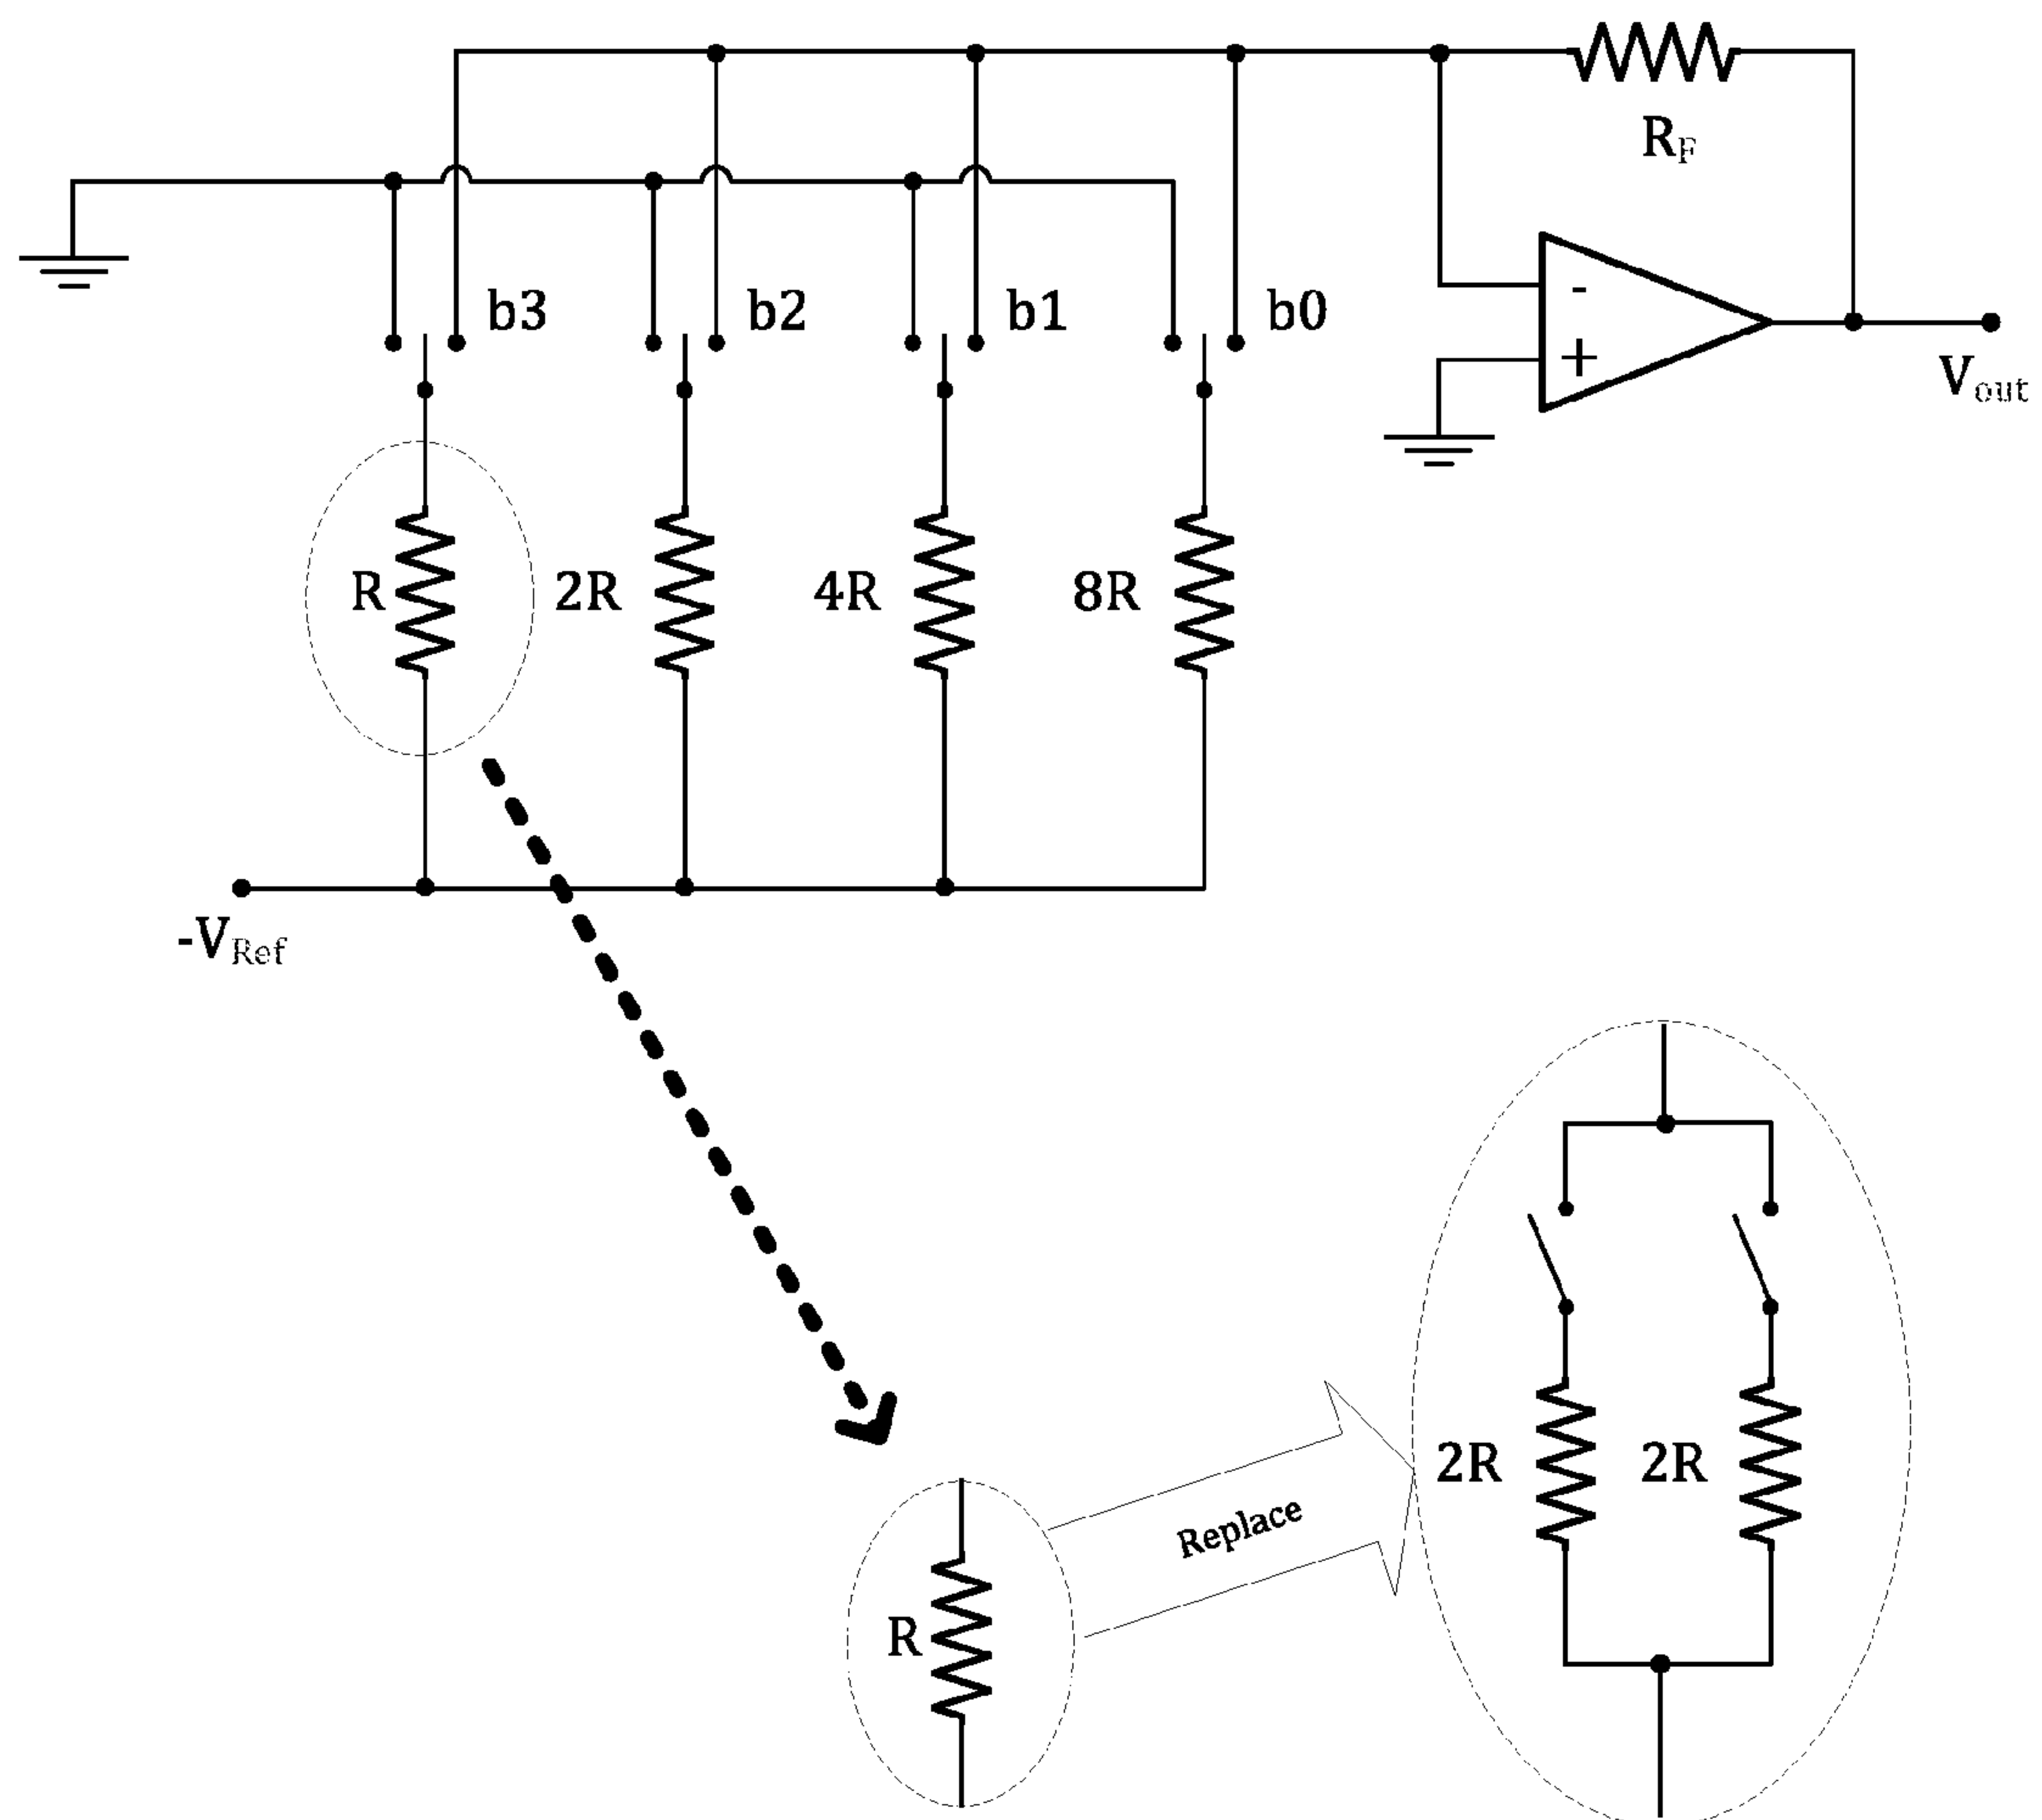 R_F
b3 b2 b1 b0
-
+
V_out
R 2R 4R 8R
-V_Ref
2R 2R
Replace
R